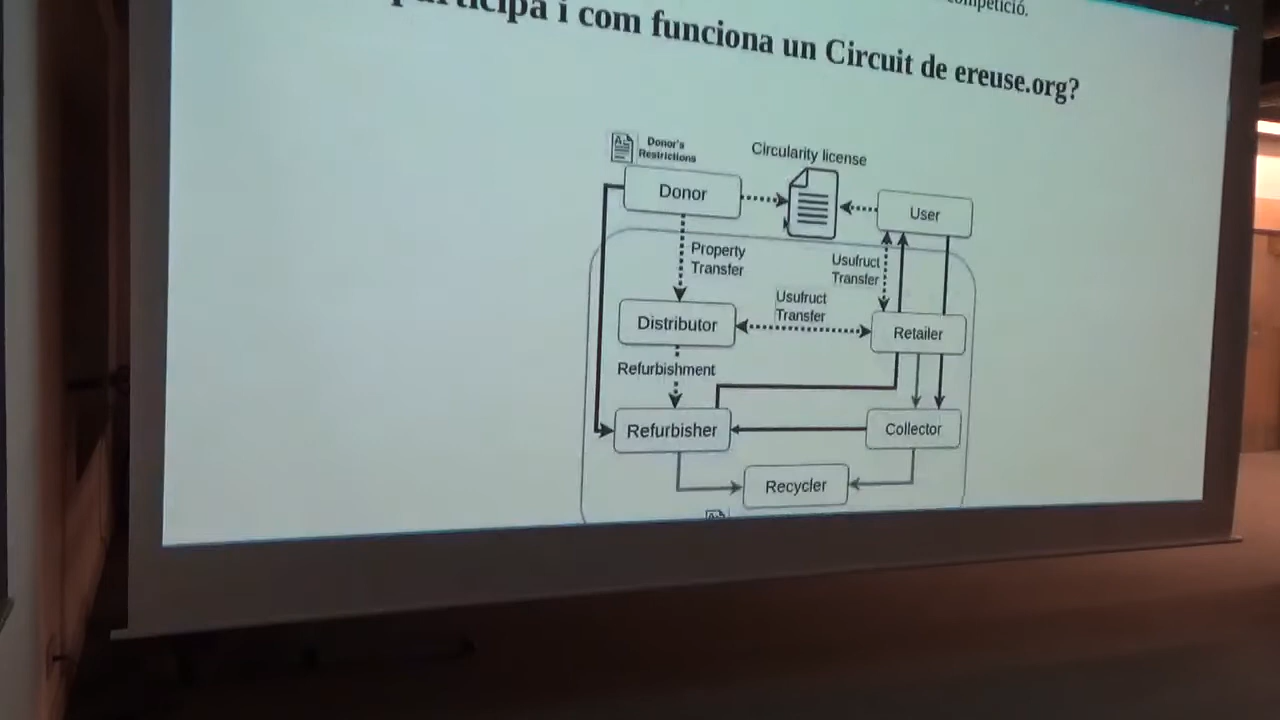 competició.
participa i com funciona un Circuit de ereuse.org?
Donor's
Restrictions
Circularity license
Donor
User
Property
Transfer
Usufruct
Transfer
Usufruct
Transfer
Distributor
Retailer
Refurbishment
Refurbisher
Collector
Recycler